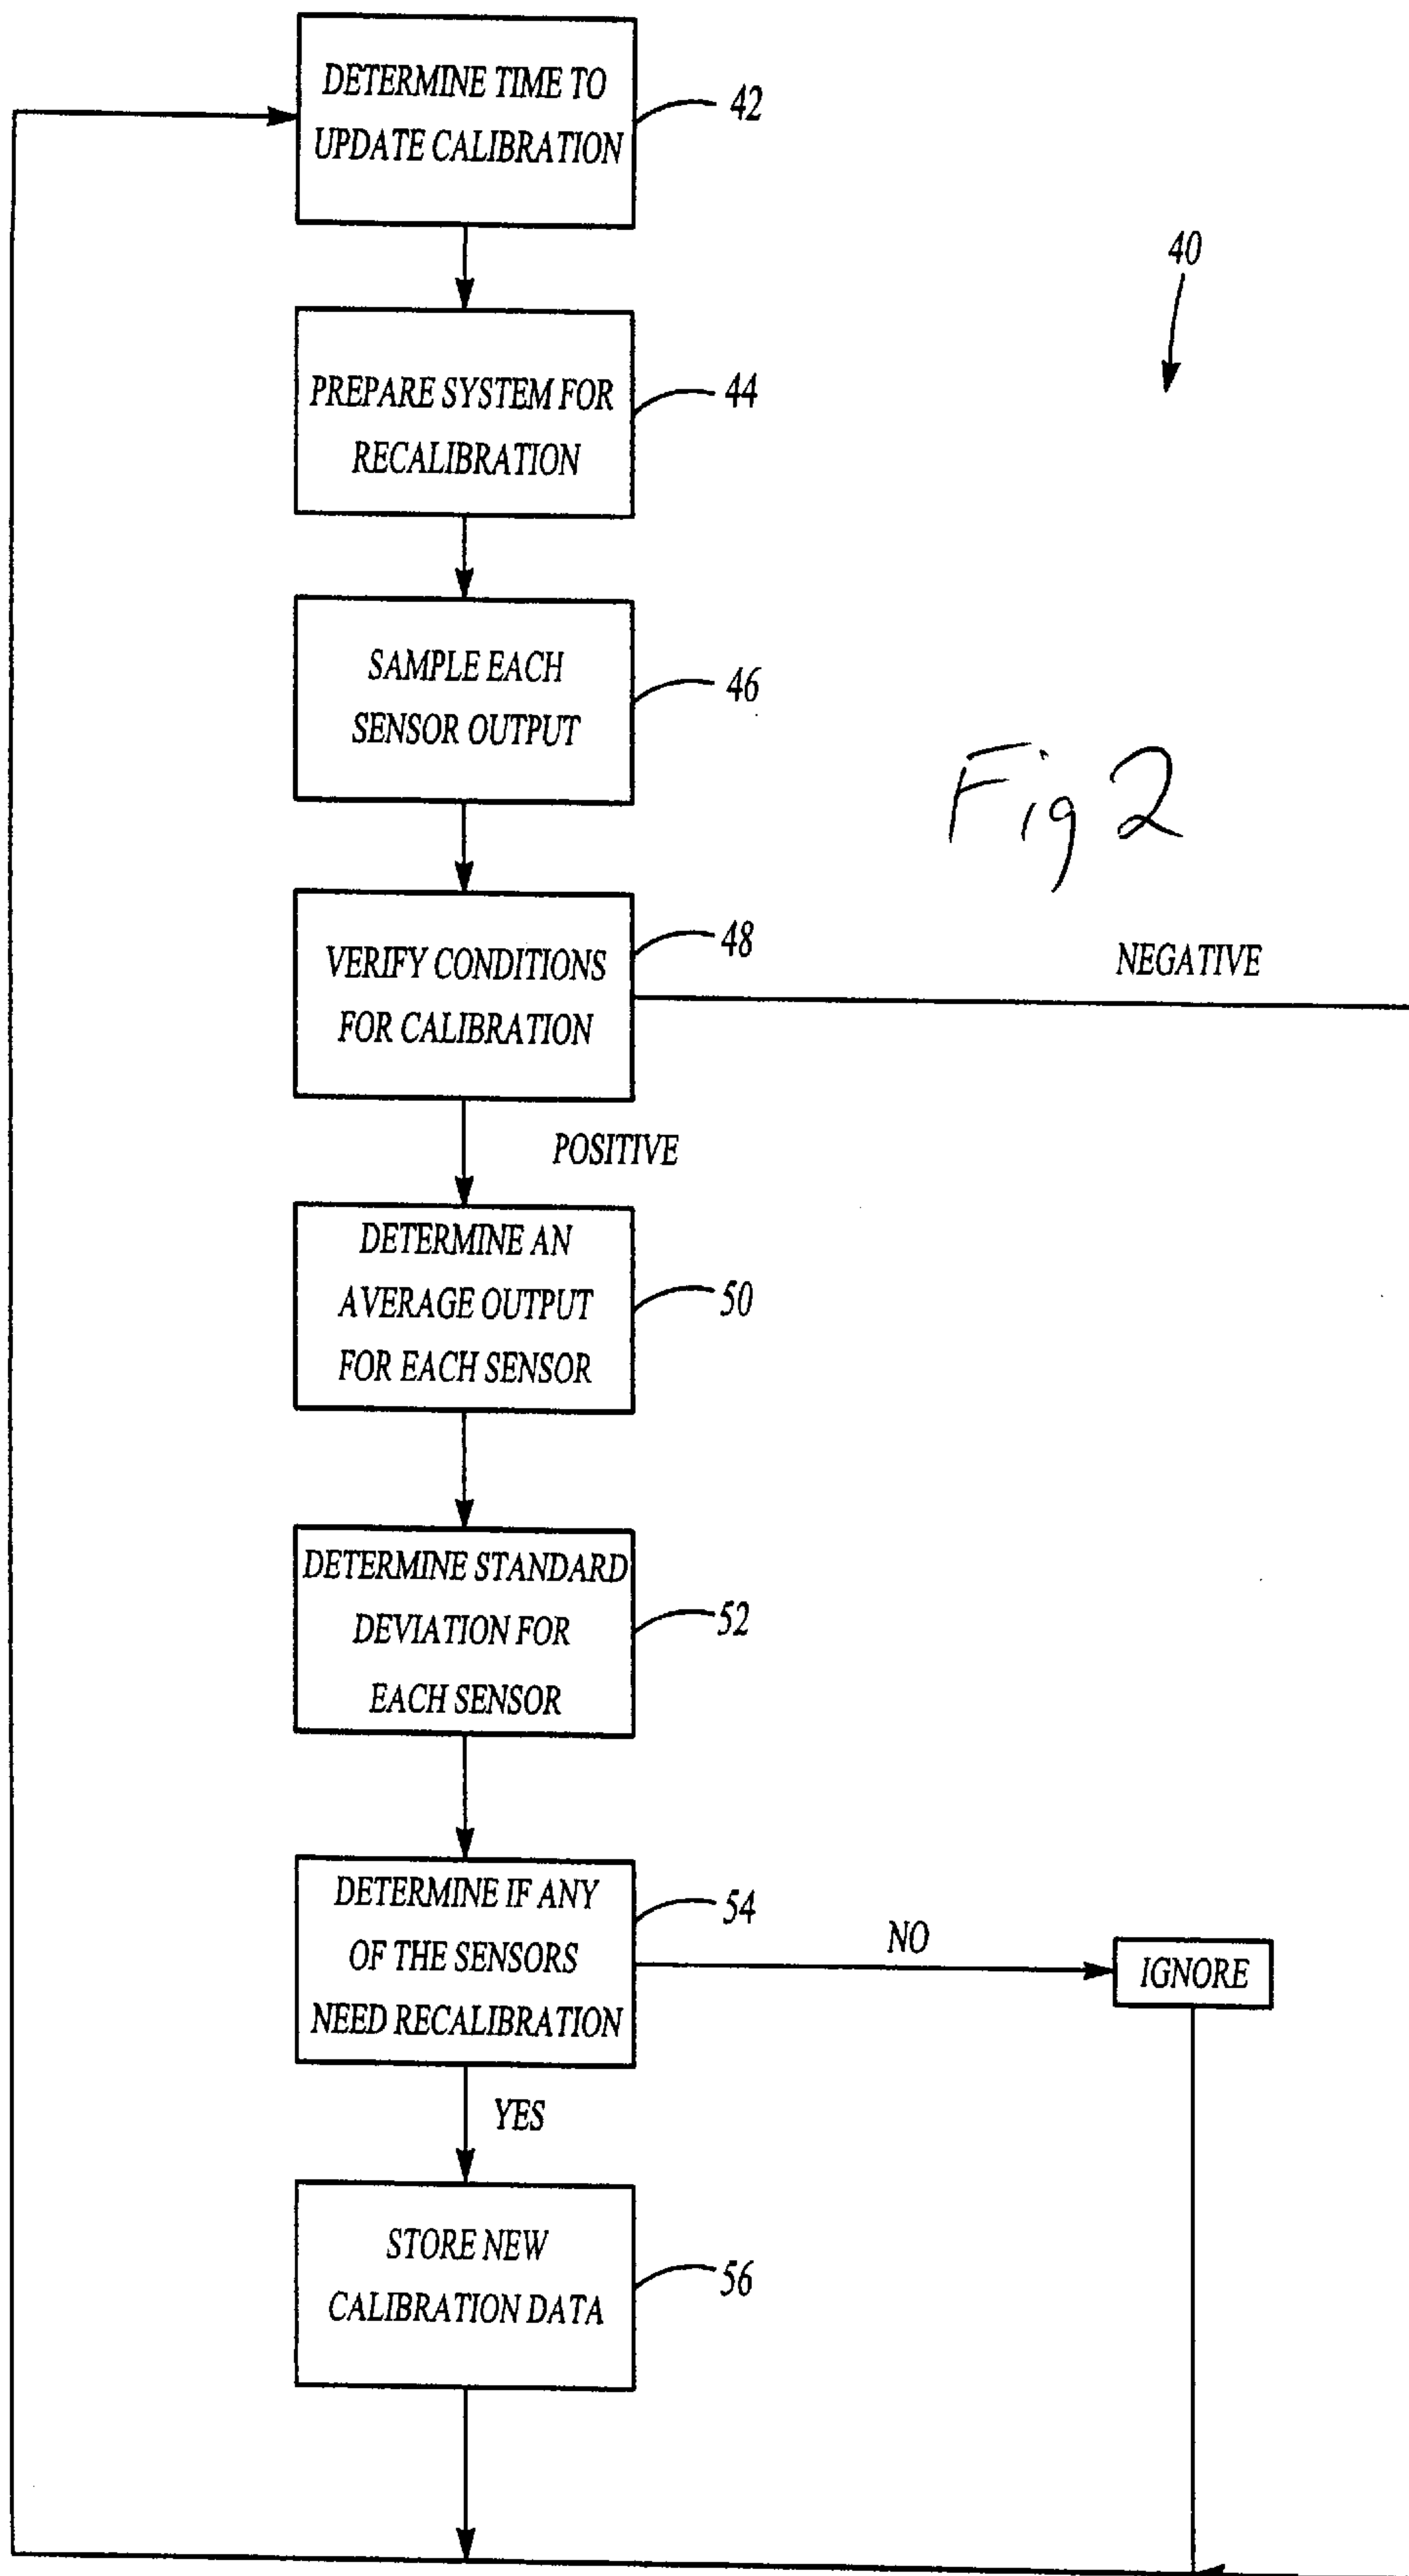 DETERMINE TIME TO
UPDATE CALIBRATION
42
40
PREPARE SYSTEM FOR
RECALIBRATION
44
SAMPLE EACH
SENSOR OUTPUT
46
Fig 2
VERIFY CONDITIONS
FOR CALIBRATION
48
NEGATIVE
POSITIVE
DETERMINE AN
AVERAGE OUTPUT
FOR EACH SENSOR
50
DETERMINE STANDARD
DEVIATION FOR
EACH SENSOR
52
DETERMINE IF ANY
OF THE SENSORS
NEED RECALIBRATION
54
NO
IGNORE
YES
STORE NEW
CALIBRATION DATA
56